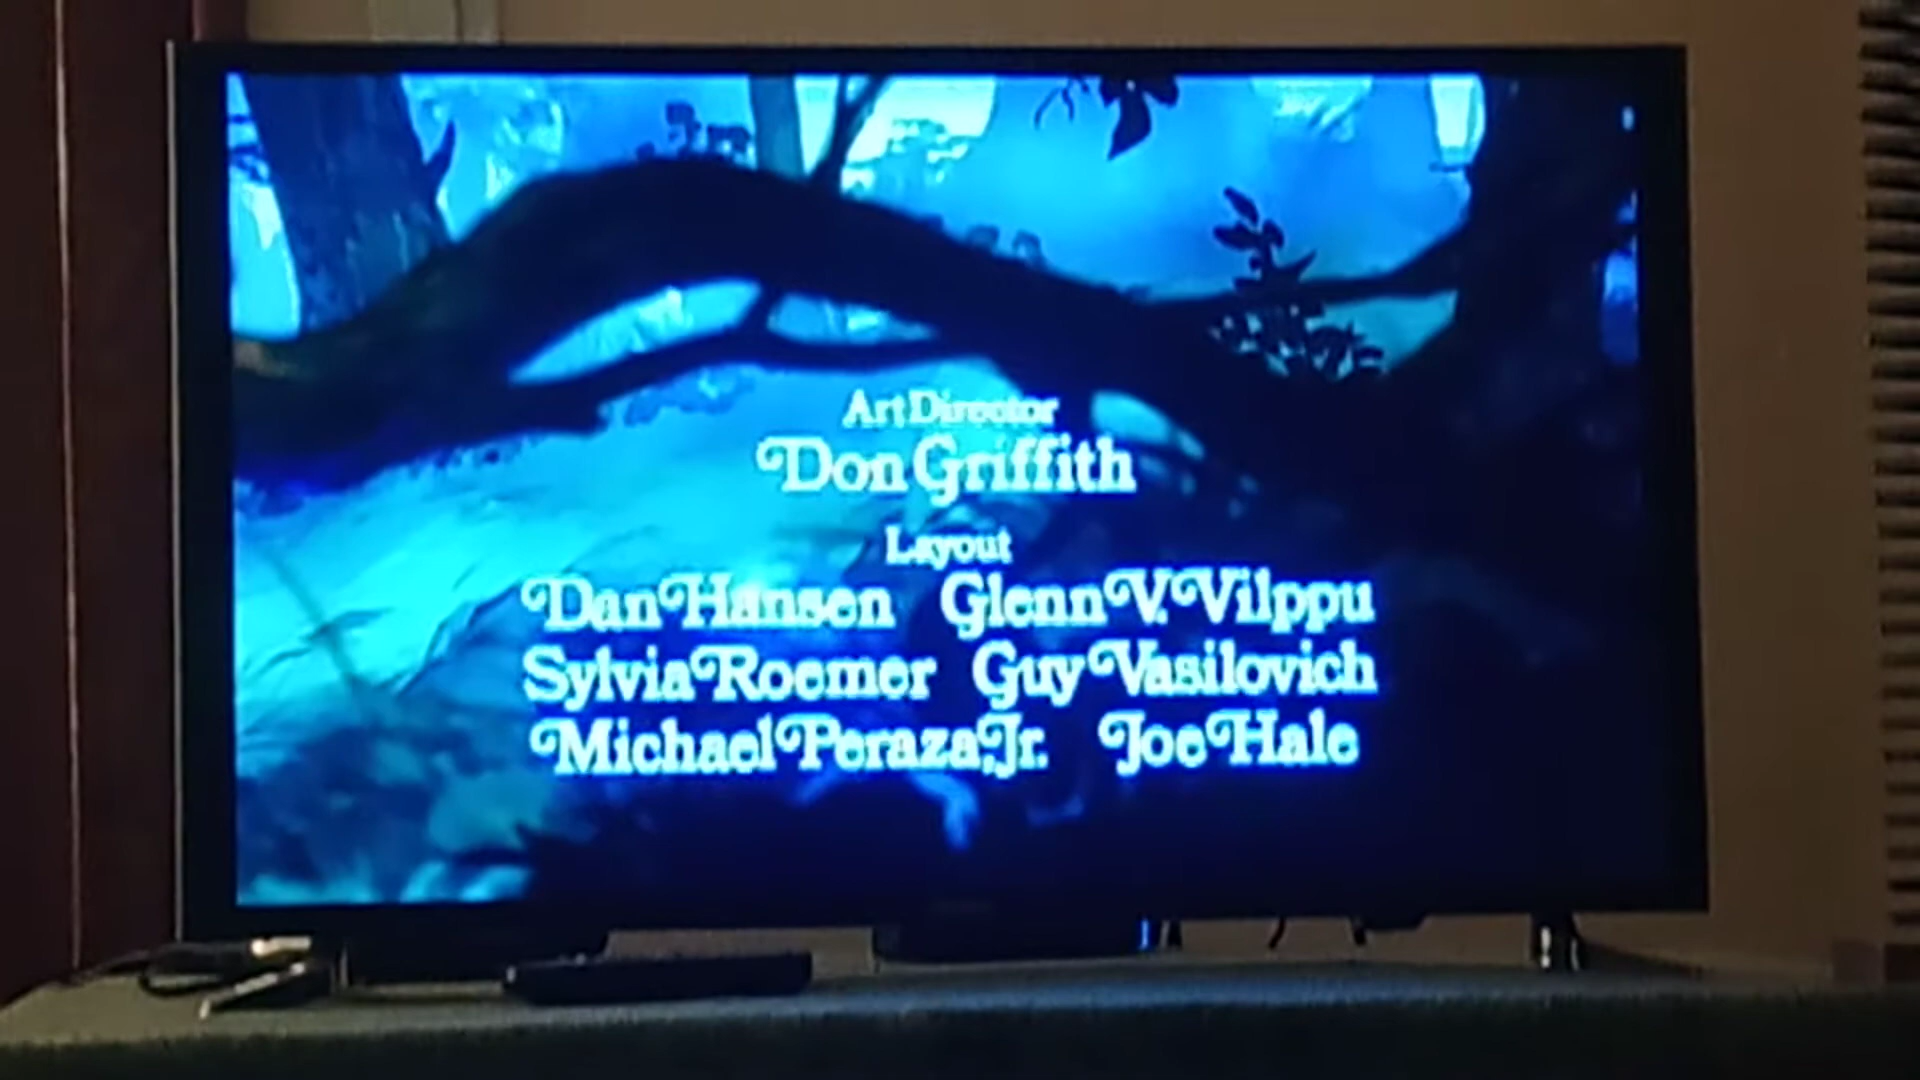 Art Director
Don Griffith
Layout
Dan Hansen Glenn V. Vilppu
Sylvia Roemer Guy Vasilovich
Michael Peraza, Jr. Joe Hale